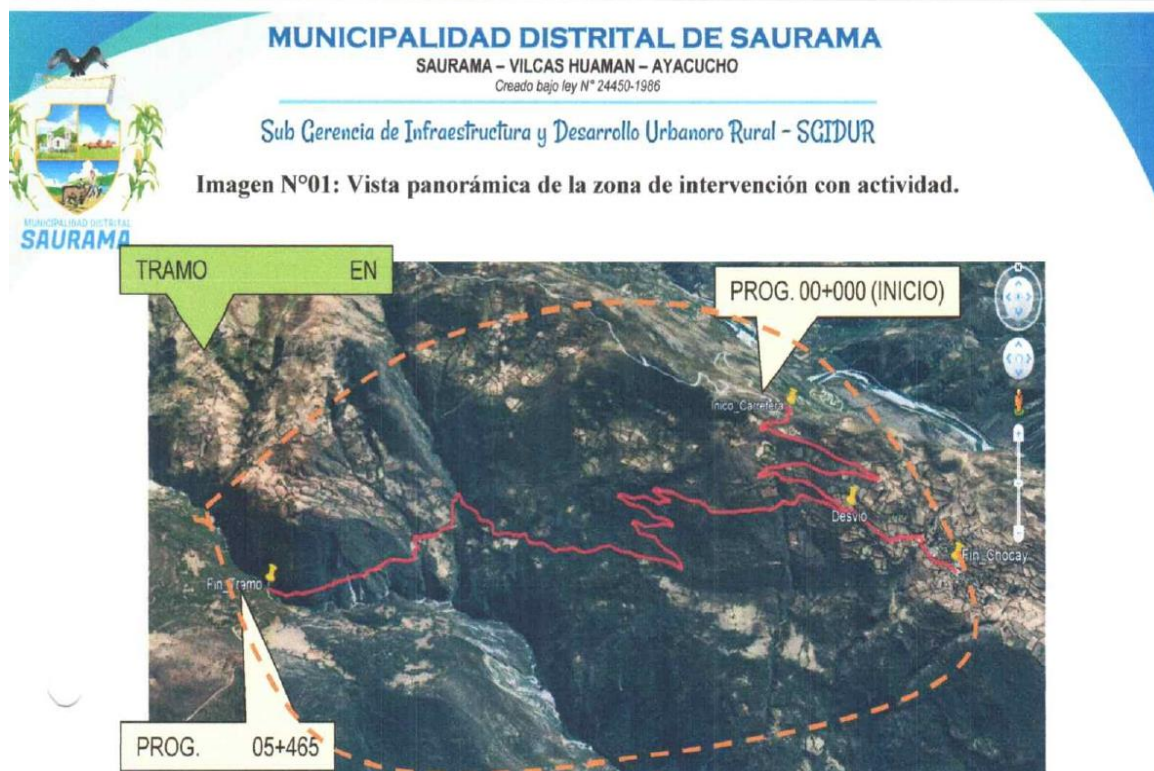 MUNICIPALIDAD DISTRITAL DE SAURAMA
SAURAMA – VILCAS HUAMAN – AYACUCHO
Creado bajo ley N° 24450-1986
Sub Gerencia de Infraestructura y Desarrollo Urbanoro Rural - SGIDUR
Imagen N°01: Vista panorámica de la zona de intervención con actividad.
MUNICIPALIDAD DISTRITAL
SAURAMA
TRAMO EN
PROG. 00+000 (INICIO)
Inico_Carretera
Desvio
Fin_Chocay
Fin_Tramo
PROG. 05+465